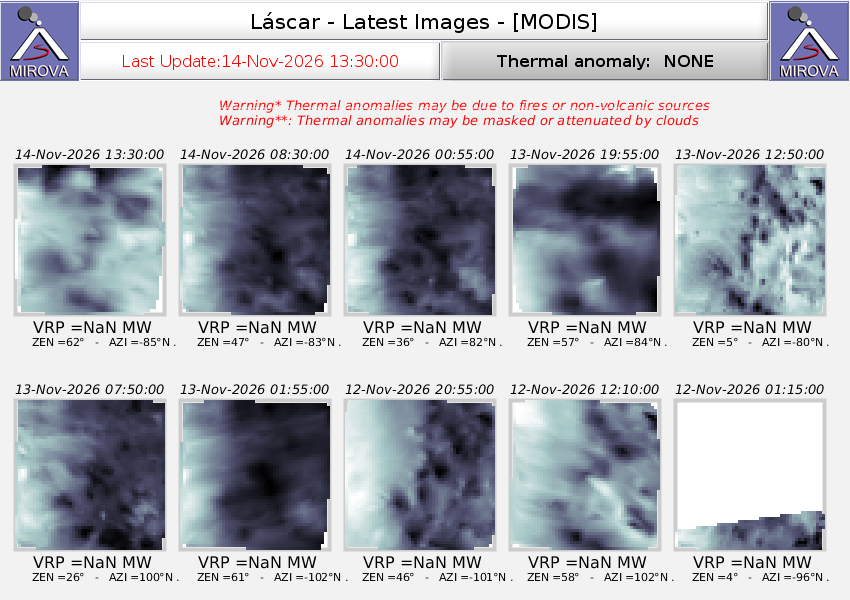 Láscar - Latest Images - [MODIS]
MIROVA
Last Update:14-Nov-2026 13:30:00
Thermal anomaly: NONE
MIROVA
Warning* Thermal anomalies may be due to fires or non-volcanic sources
Warning**: Thermal anomalies may be masked or attenuated by clouds
14-Nov-2026 13:30:00 14-Nov-2026 08:30:00 14-Nov-2026 00:55:00 13-Nov-2026 19:55:00 13-Nov-2026 12:50:00
VRP =NaN MW VRP =NaN MW VRP =NaN MW VRP =NaN MW VRP =NaN MW
ZEN =62° - AZI =-85°N . ZEN =47° - AZI =-83°N . ZEN =36° - AZI =82°N . ZEN =57° - AZI =84°N . ZEN =5° - AZI =-80°N .
13-Nov-2026 07:50:00 13-Nov-2026 01:55:00 12-Nov-2026 20:55:00 12-Nov-2026 12:10:00 12-Nov-2026 01:15:00
VRP =NaN MW VRP =NaN MW VRP =NaN MW VRP =NaN MW VRP =NaN MW
ZEN =26° - AZI =100°N . ZEN =61° - AZI =-102°N . ZEN =46° - AZI =-101°N . ZEN =58° - AZI =102°N . ZEN =4° - AZI =-96°N .